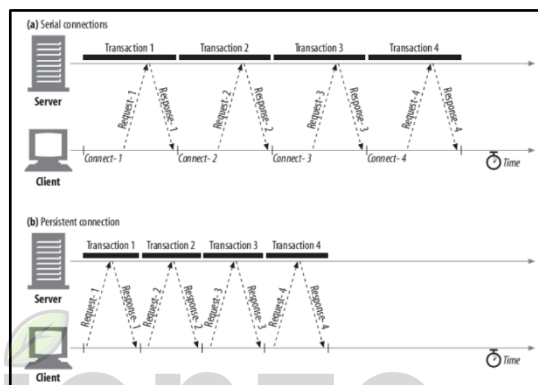 (a) Serial connections
Transaction 1 Transaction 2 Transaction 3 Transaction 4
Server
Request-1 Response-1 Request-2 Response-2 Request-3 Response-3 Request-4 Response-4
Connect-1 Connect-2 Connect-3 Connect-4
Time
Client
(b) Persistent connection
Transaction 1 Transaction 2 Transaction 3 Transaction 4
Server
Request-1 Response-1 Request-2 Response-2 Request-3 Response-3 Request-4 Response-4
Time
Client